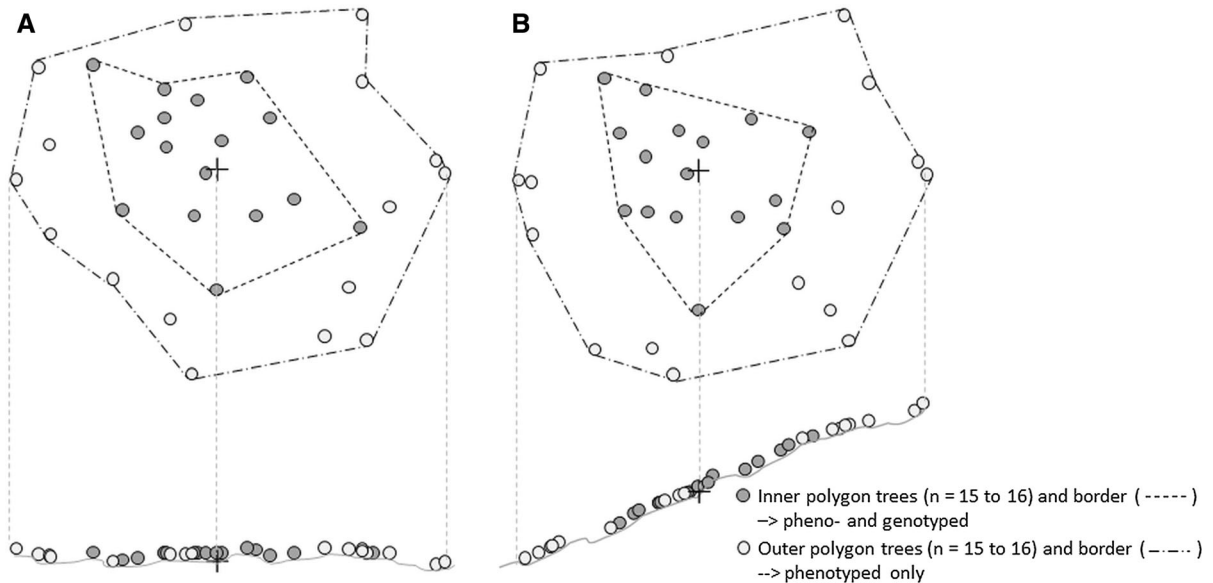 A
B
Inner polygon trees (n = 15 to 16) and border ( ----- )
–> pheno- and genotyped
Outer polygon trees (n = 15 to 16) and border ( —·—·· )
--> phenotyped only